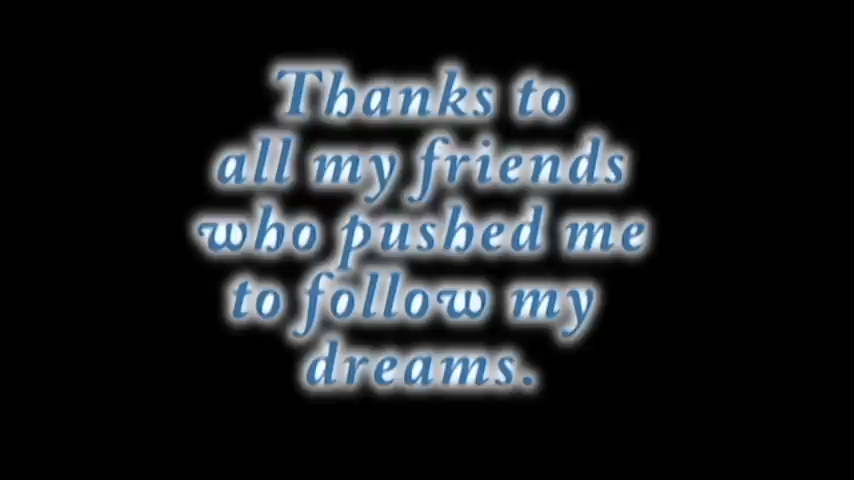 Thanks to
all my friends
who pushed me
to follow my
dreams.